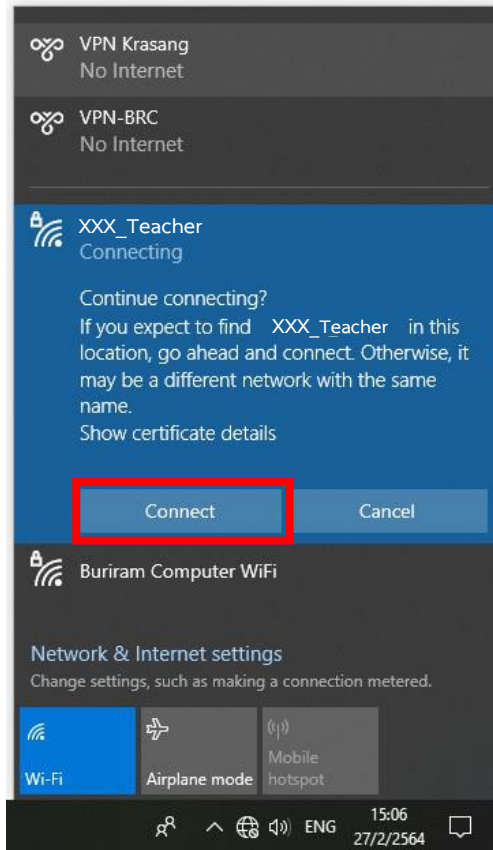 VPN Krasang
No Internet
VPN-BRC
No Internet
XXX_Teacher
Connecting
Continue connecting?
If you expect to find XXX_Teacher in this
location, go ahead and connect. Otherwise, it
may be a different network with the same
name.
Show certificate details
Connect Cancel
Buriram Computer WiFi
Network & Internet settings
Change settings, such as making a connection metered.
Wi-Fi Airplane mode Mobile
hotspot
ENG 15:06
27/2/2564